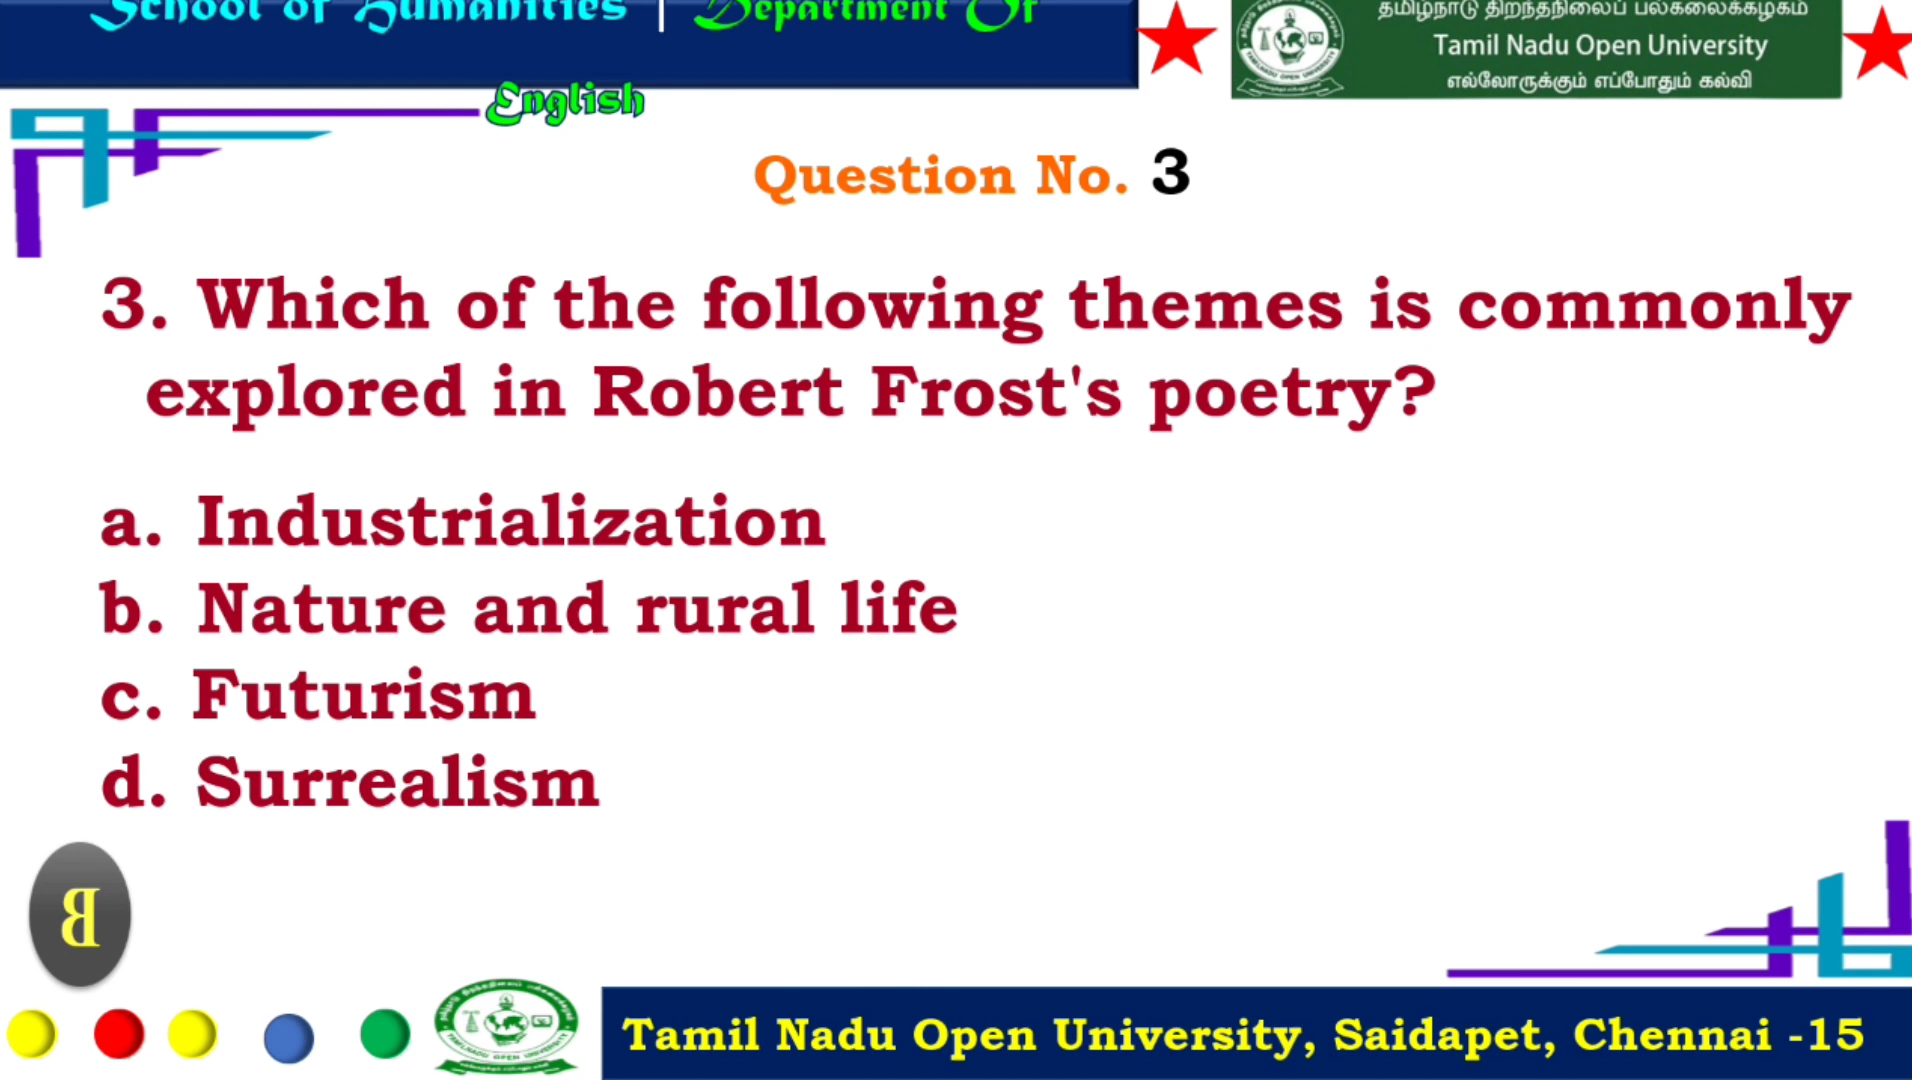 School of Humanities | Department Of
English
தமிழ்நாடு திறந்தநிலைப் பல்கலைக்கழகம்
Tamil Nadu Open University
எல்லோருக்கும் எப்போதும் கல்வி
Question No. 3
3. Which of the following themes is commonly
explored in Robert Frost's poetry?
a. Industrialization
b. Nature and rural life
c. Futurism
d. Surrealism
B
Tamil Nadu Open University, Saidapet, Chennai -15